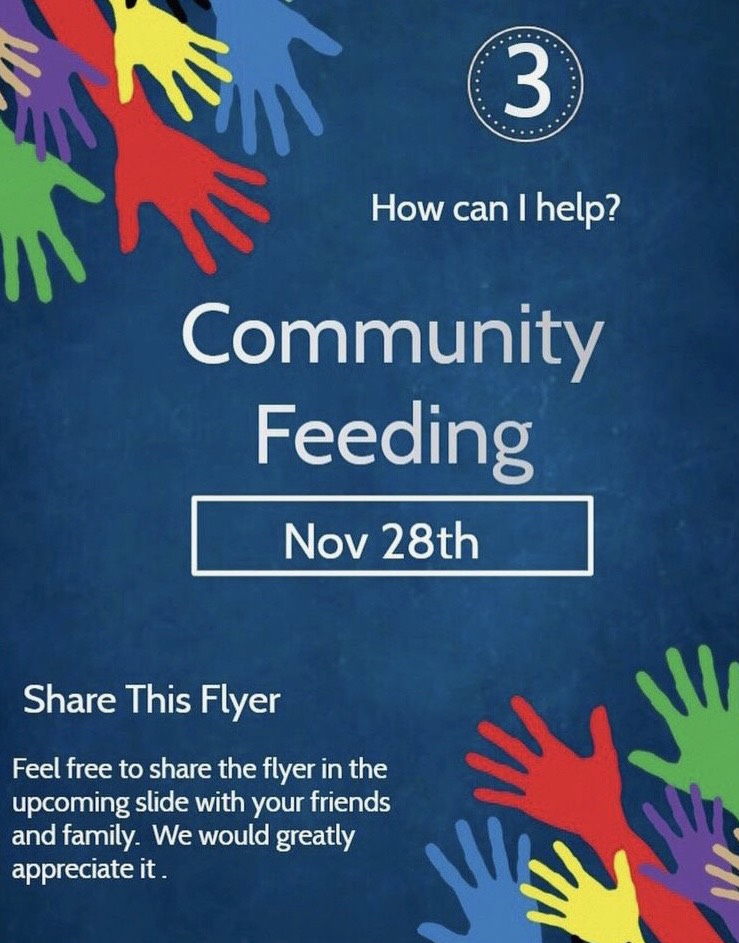 3
How can I help?
Community
Feeding
Nov 28th
Share This Flyer
Feel free to share the flyer in the
upcoming slide with your friends
and family. We would greatly
appreciate it .